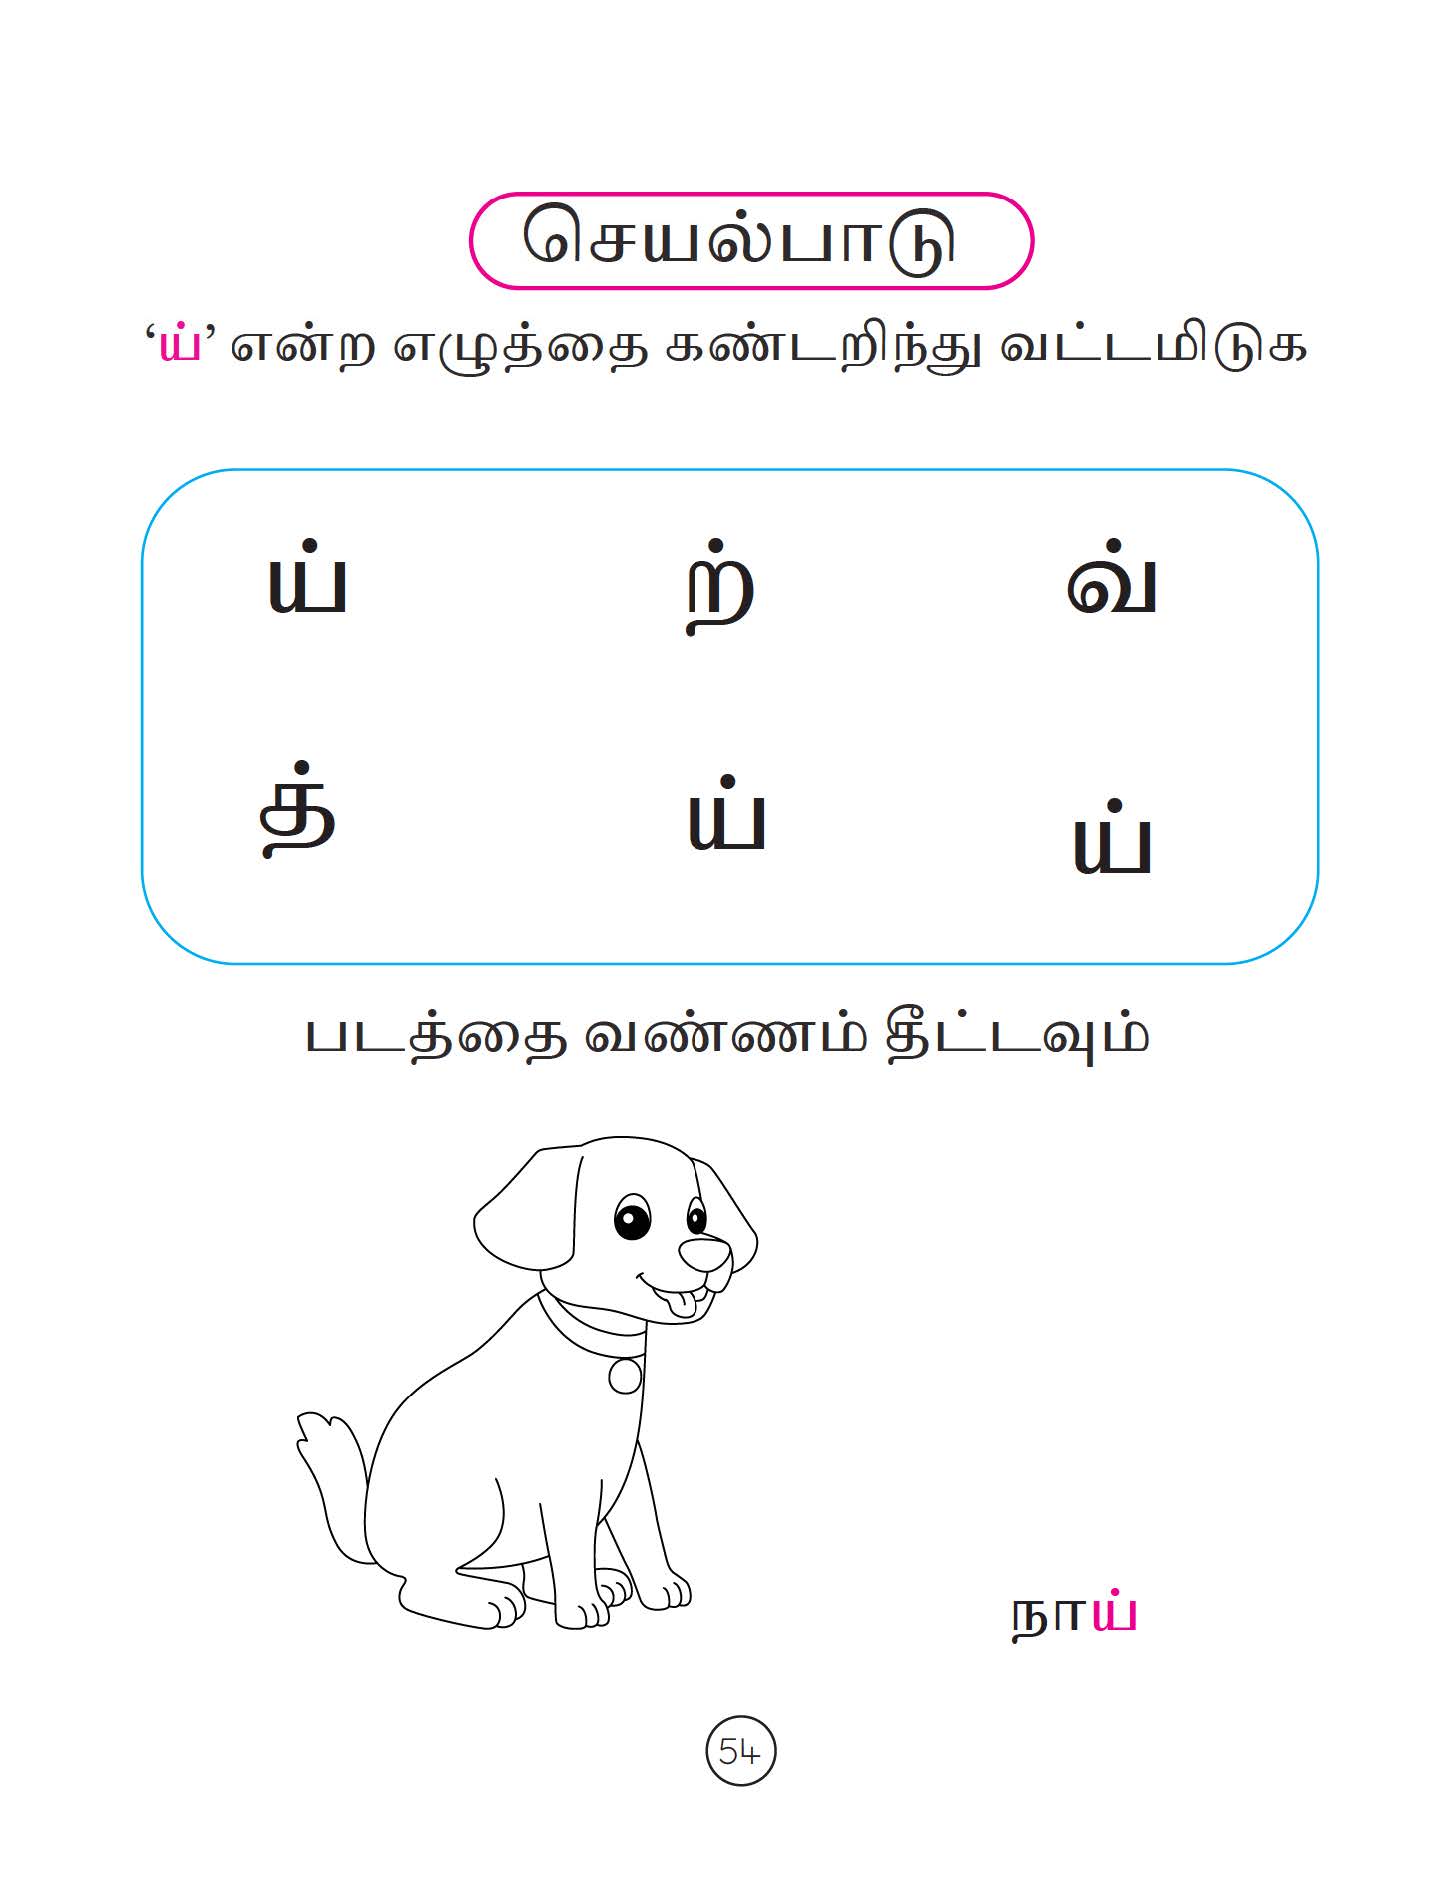 செயல்பாடு
‘ய்’ என்ற எழுத்தை கண்டறிந்து வட்டமிடுக
ய் ற் வ்
த் ய் ய்
படத்தை வண்ணம் தீட்டவும்
நாய்
54